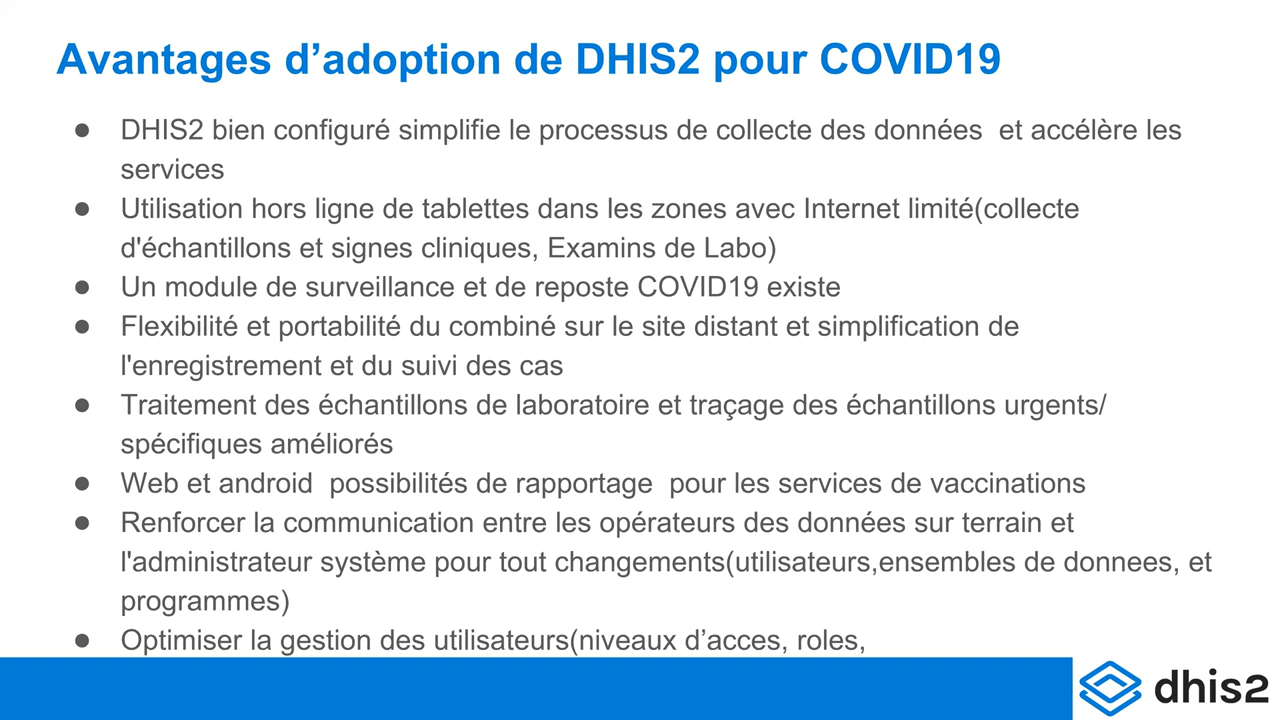 Avantages d’adoption de DHIS2 pour COVID19
● DHIS2 bien configuré simplifie le processus de collecte des données  et accélère les
services
● Utilisation hors ligne de tablettes dans les zones avec Internet limité(collecte
d'échantillons et signes cliniques, Examins de Labo)
● Un module de surveillance et de reposte COVID19 existe
● Flexibilité et portabilité du combiné sur le site distant et simplification de
l'enregistrement et du suivi des cas
● Traitement des échantillons de laboratoire et traçage des échantillons urgents/
spécifiques améliorés
● Web et android  possibilités de rapportage  pour les services de vaccinations
● Renforcer la communication entre les opérateurs des données sur terrain et
l'administrateur système pour tout changements(utilisateurs,ensembles de donnees, et
programmes)
● Optimiser la gestion des utilisateurs(niveaux d’acces, roles,
dhis2